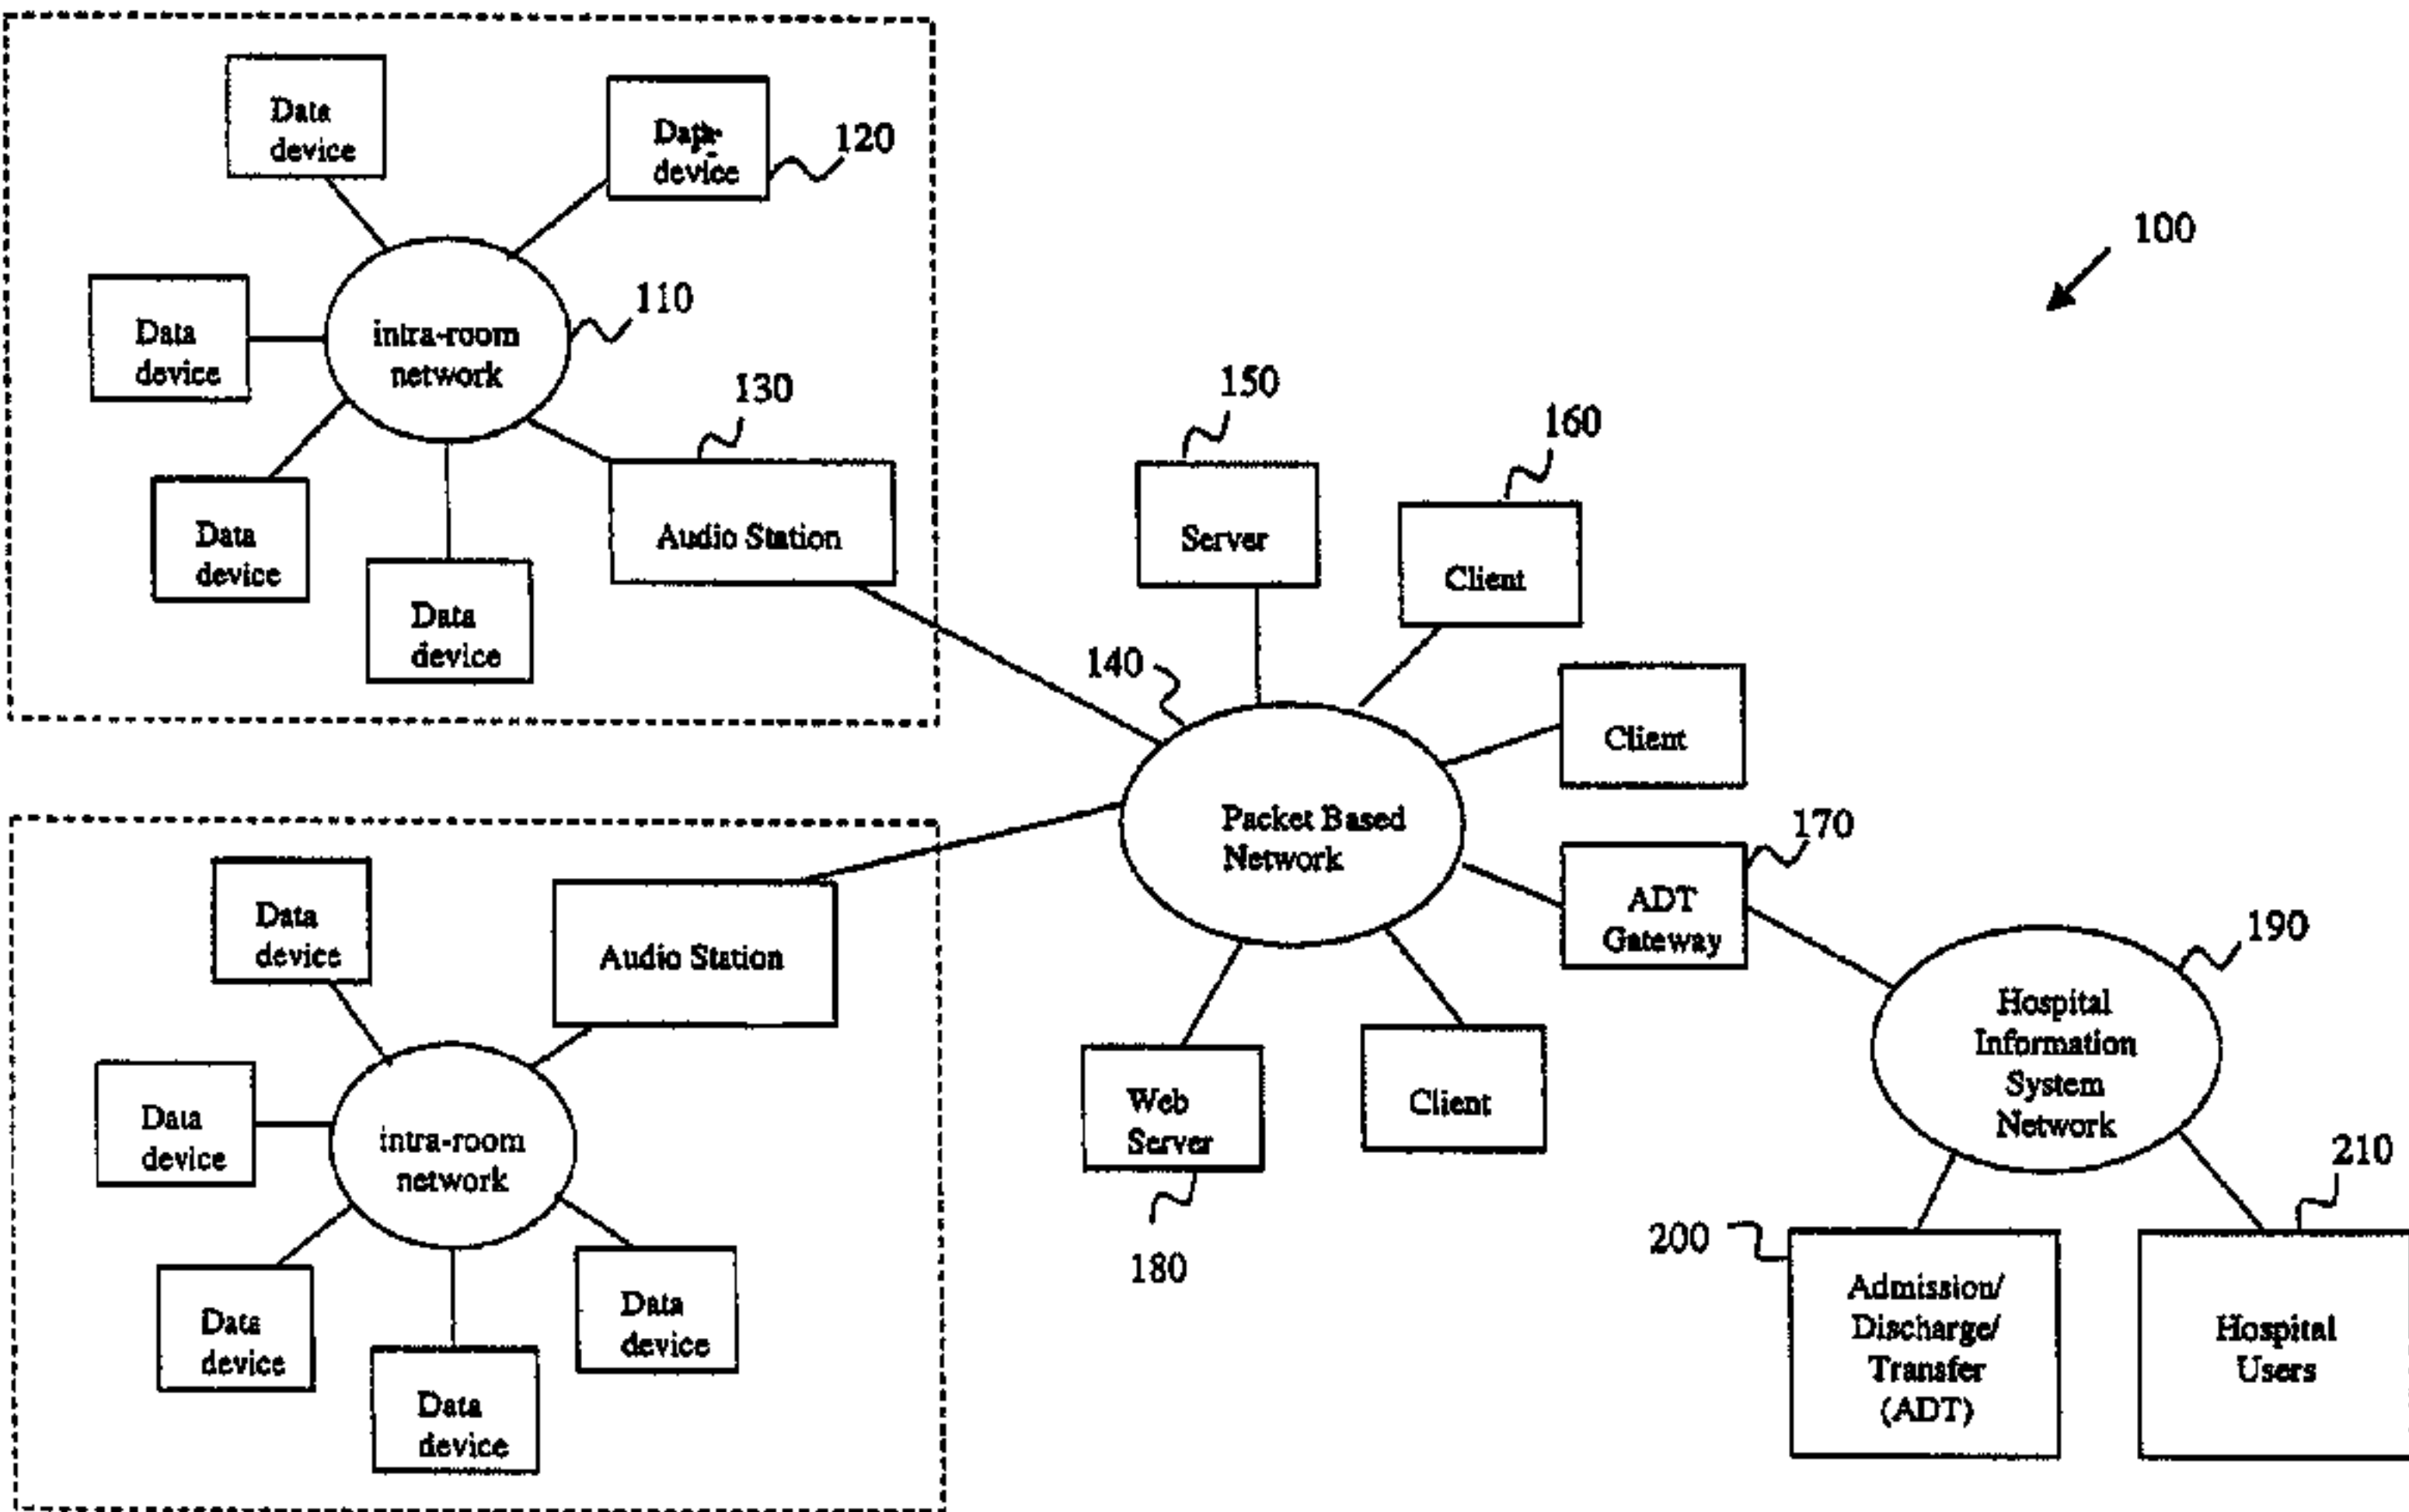 Data
device
Data
device
120
100
110
intra-room
network
Data
device
130
150
160
Audio Station
Server
Client
Data
device
Data
device
140
Client
Packet Based
Network
170
ADT
Gateway
190
Data
device
Audio Station
Hospital
Information
System
Network
Data
device
intra-room
network
Web
Server
Client
210
200
180
Data
device
Data
device
Data
device
Admission/
Discharge/
Transfer
(ADT)
Hospital
Users